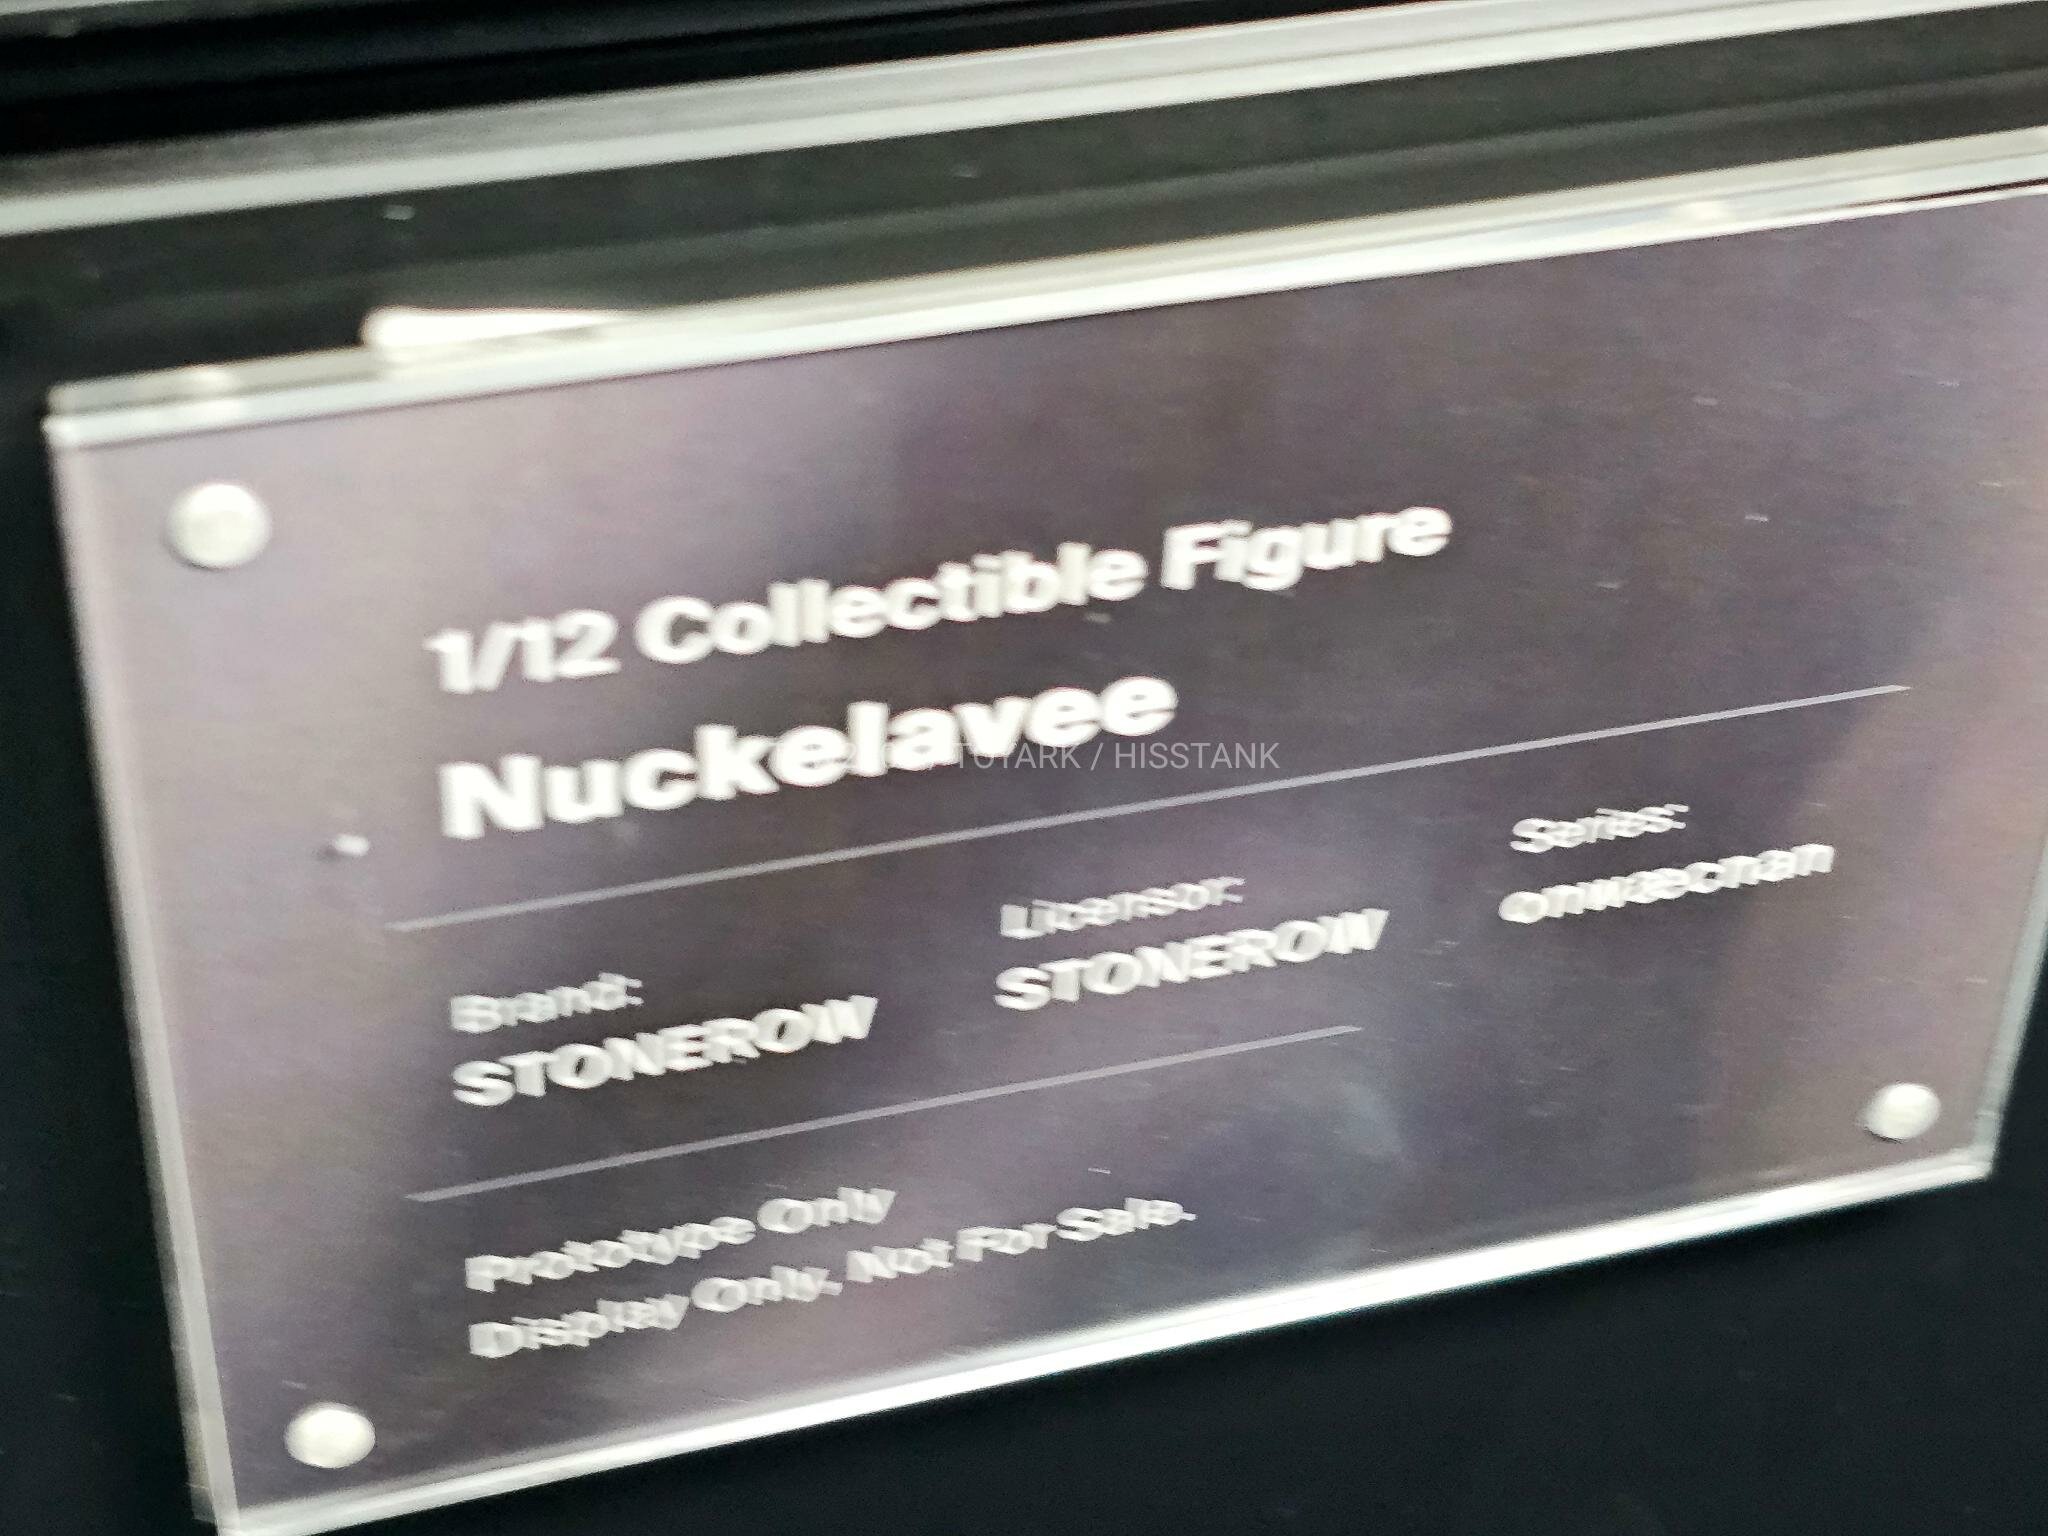 1/12 Collectible Figure
Nuckelavee
TOYARK / HISSTANK
Brand:
STONEROW
Licensor:
STONEROW
Series:
onwæcnan
Prototype Only
Display Only. Not For Sale.